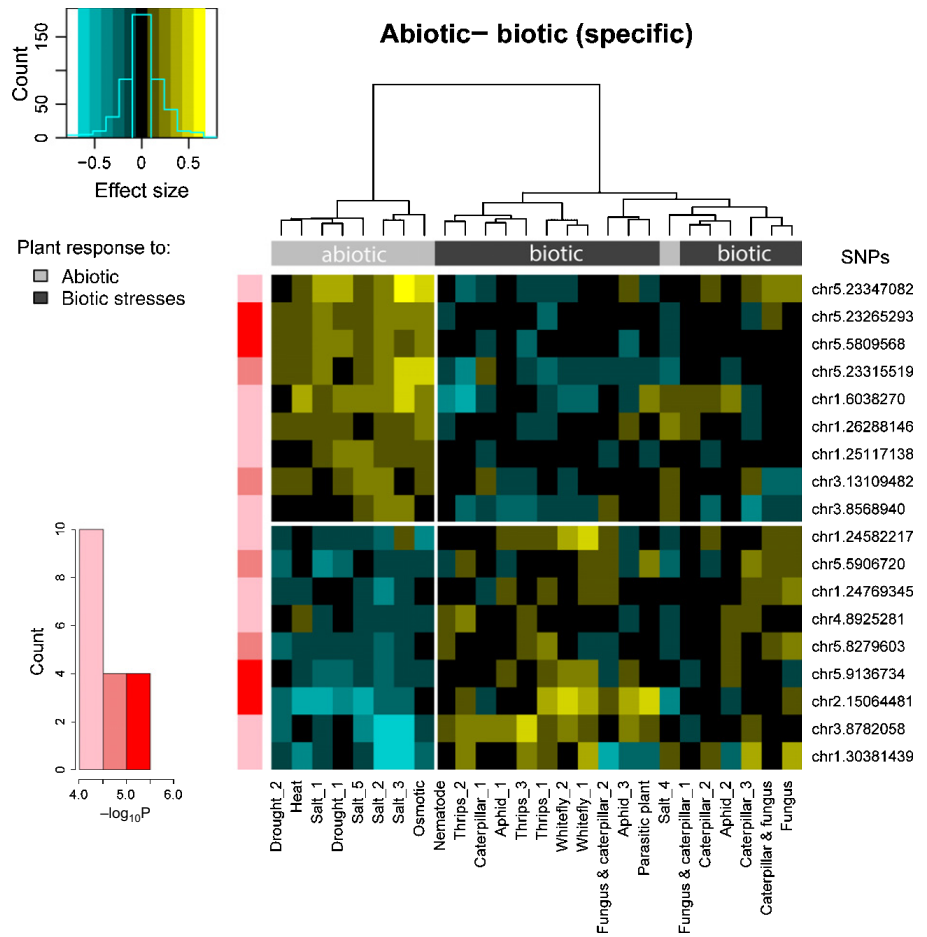 Abiotic− biotic (specific)
Count
150
50
0
−0.5
0
0.5
Effect size
Plant response to:
Abiotic
Biotic stresses
abiotic
biotic
biotic
SNPs
chr5.23347082
chr5.23265293
chr5.5809568
chr5.23315519
chr1.6038270
chr1.26288146
chr1.25117138
chr3.13109482
chr3.8568940
chr1.24582217
chr5.5906720
chr1.24769345
chr4.8925281
chr5.8279603
chr5.9136734
chr2.15064481
chr3.8782058
chr1.30381439
Count
10
8
6
4
2
0
4.0
5.0
6.0
−log10P
Drought_2
Heat
Salt_1
Drought_1
Salt_5
Salt_2
Salt_3
Osmotic
Nematode
Thrips_2
Caterpillar_1
Aphid_1
Thrips_3
Thrips_1
Whitefly_2
Whitefly_1
Fungus & caterpillar_2
Aphid_3
Parasitic plant
Salt_4
Fungus & caterpillar_1
Caterpillar_2
Aphid_2
Caterpillar_3
Caterpillar & fungus
Fungus